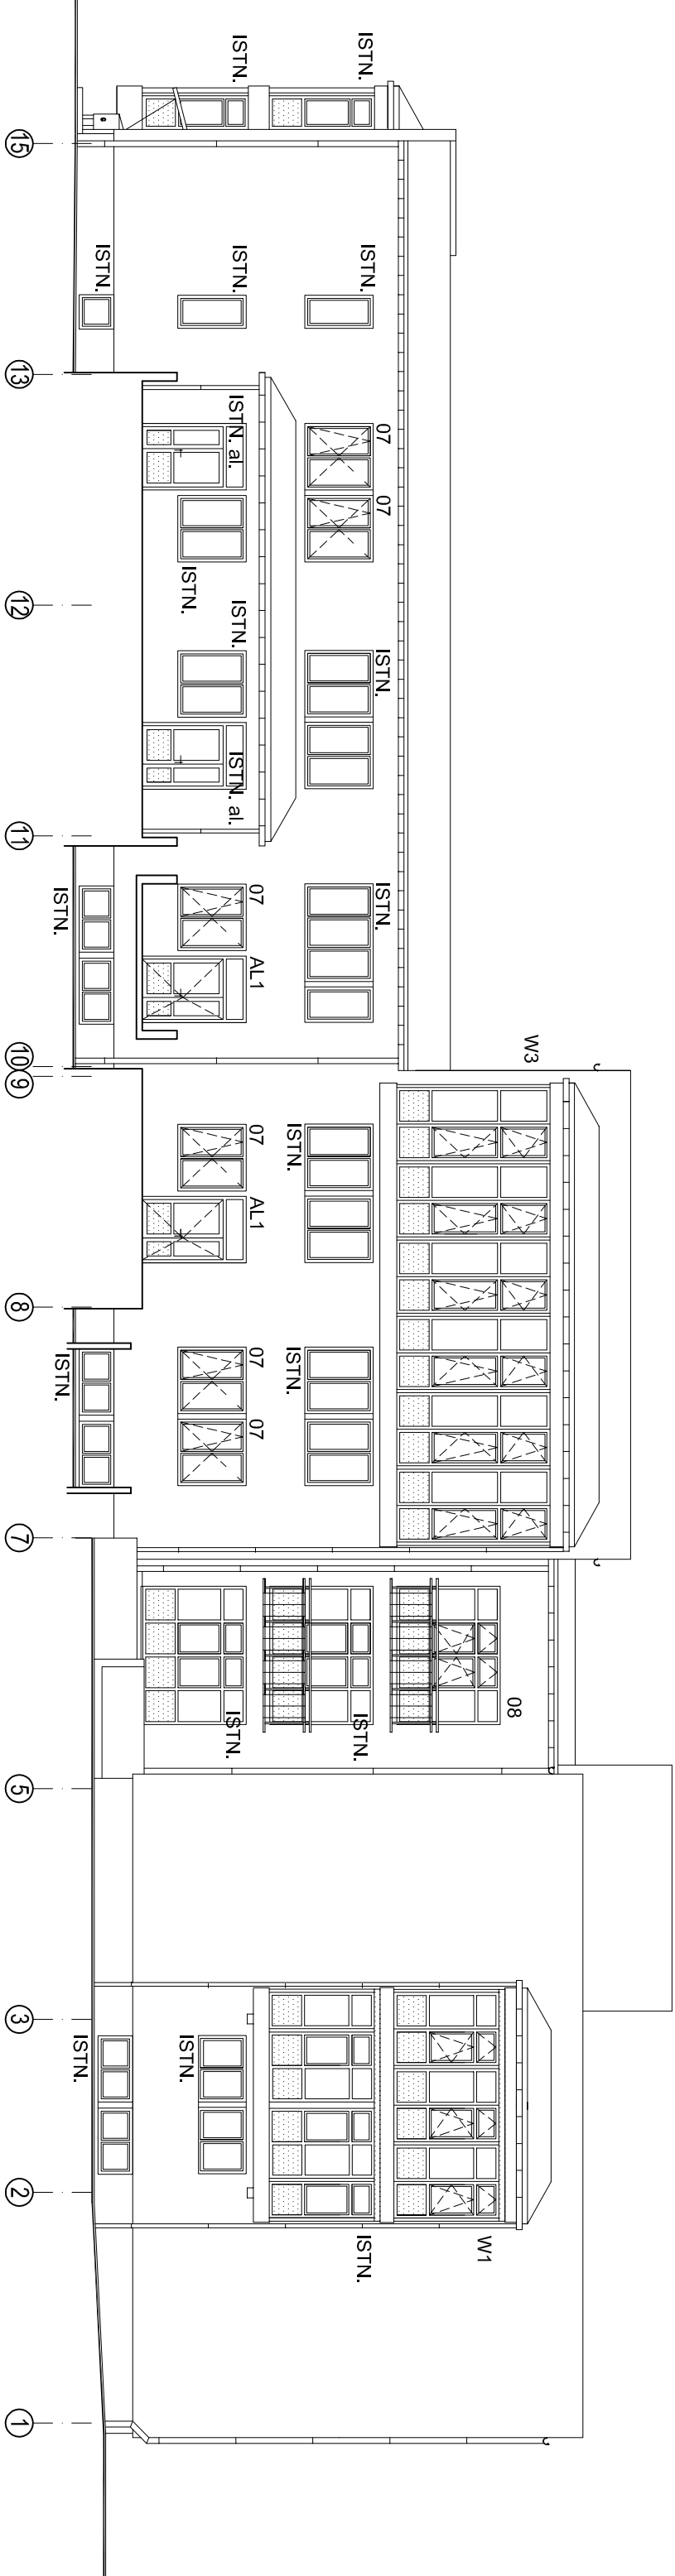 ISTN.
ISTN.
15
ISTN.
ISTN.
ISTN.
13
ISTN. al.
07
07
ISTN.
12
ISTN.
ISTN.
ISTN. al.
11
ISTN.
07
ISTN.
AL1
10
9
W3
07
ISTN.
AL1
8
ISTN.
07
ISTN.
07
7
08
ISTN.
ISTN.
5
3
ISTN.
ISTN.
2
W1
ISTN.
1